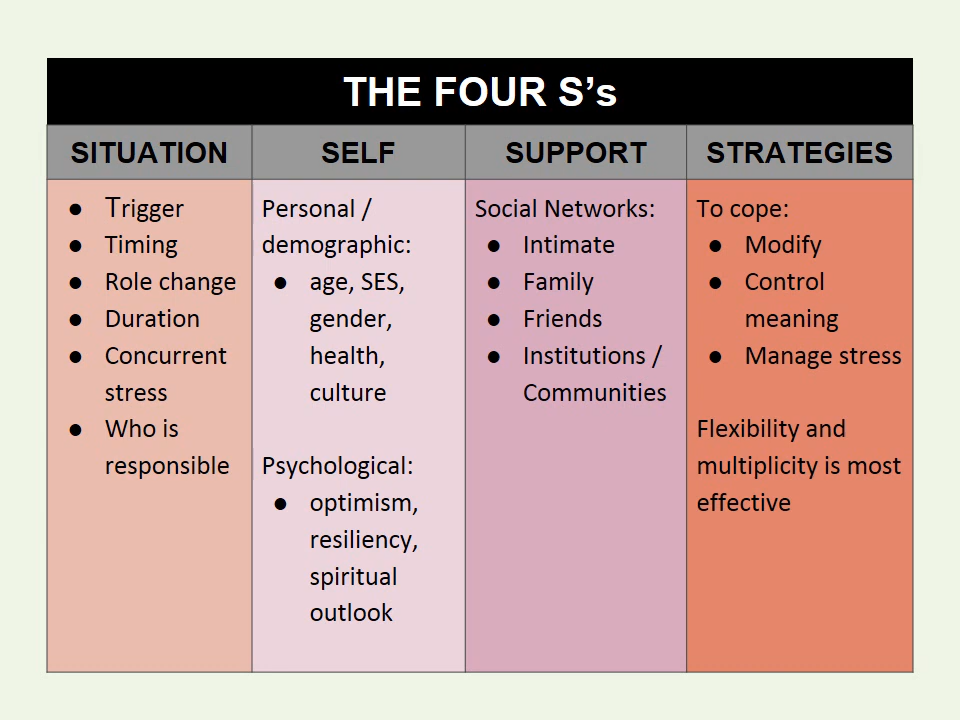 THE FOUR S’s
SITUATION
● Trigger
● Timing
● Role change
● Duration
● Concurrent
stress
● Who is
responsible
SELF
Personal /
demographic:
● age, SES,
gender,
health,
culture
Psychological:
● optimism,
resiliency,
spiritual
outlook
SUPPORT
Social Networks:
● Intimate
● Family
● Friends
● Institutions /
Communities
STRATEGIES
To cope:
● Modify
● Control
meaning
● Manage stress
Flexibility and
multiplicity is most
effective